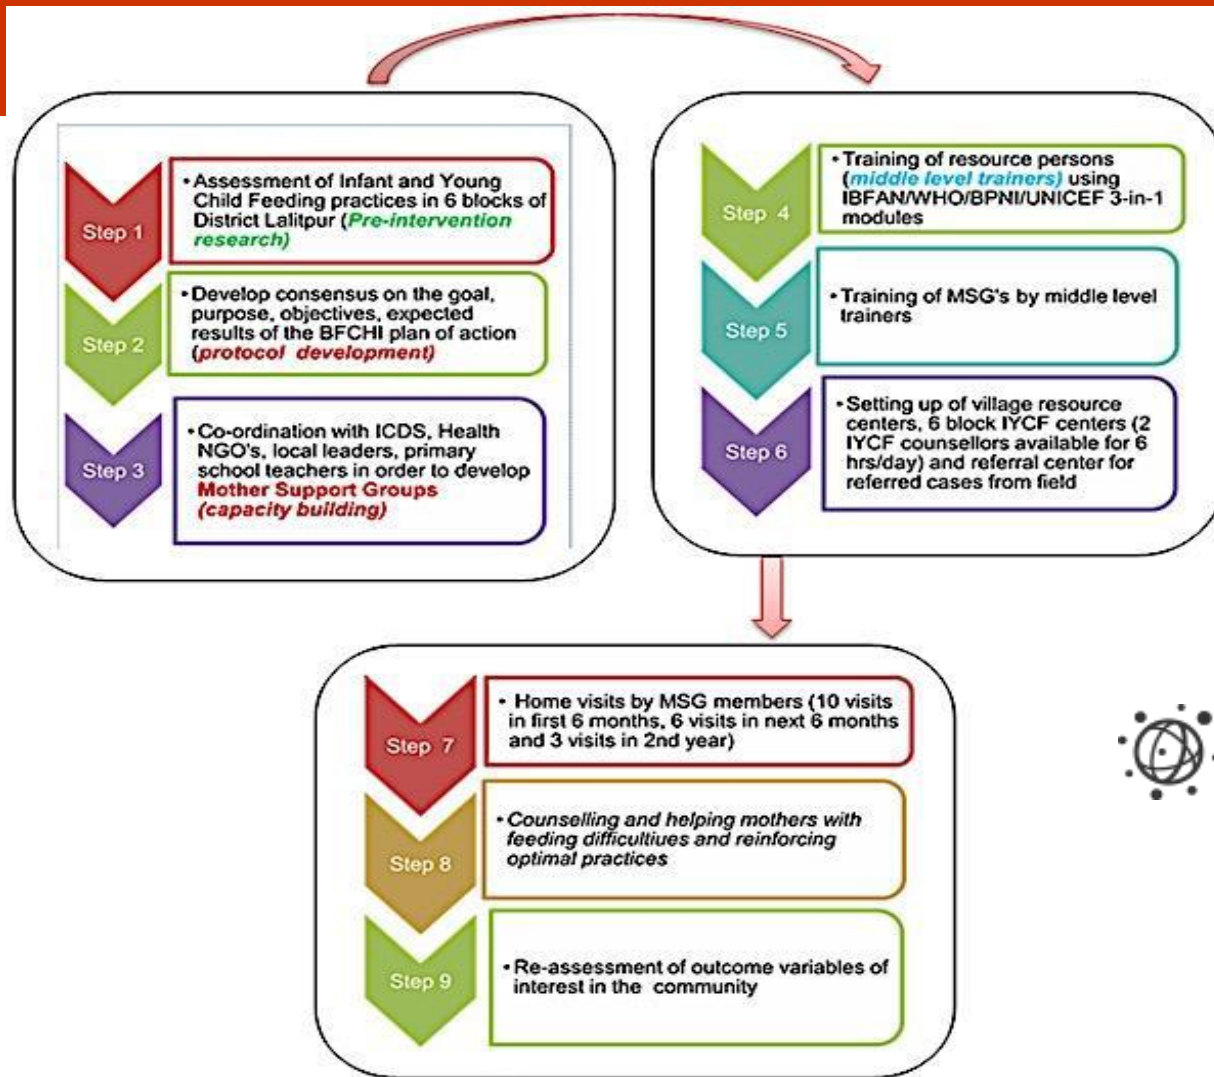 Step 1
• Assessment of Infant and Young
Child Feeding practices in 6 blocks of
District Lalitpur (Pre-intervention
research)
Step 2
• Develop consensus on the goal,
purpose, objectives, expected
results of the BFCHI plan of action
(protocol development)
Step 3
• Co-ordination with ICDS, Health
NGO's, local leaders, primary
school teachers in order to develop
Mother Support Groups
(capacity building)
Step 4
• Training of resource persons
(middle level trainers) using
IBFAN/WHO/BPNI/UNICEF 3-in-1
modules
Step 5
• Training of MSG's by middle level
trainers
Step 6
• Setting up of village resource
centers, 6 block IYCF centers (2
IYCF counsellors available for 6
hrs/day) and referral center for
referred cases from field
Step 7
• Home visits by MSG members (10 visits
in first 6 months, 6 visits in next 6 months
and 3 visits in 2nd year)
Step 8
• Counselling and helping mothers with
feeding difficultiues and reinforcing
optimal practices
Step 9
• Re-assessment of outcome variables of
interest in the community